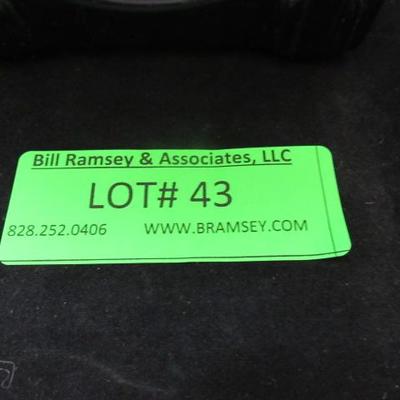 Bill Ramsey & Associates, LLC
LOT# 43
828.252.0406 WWW.BRAMSEY.COM